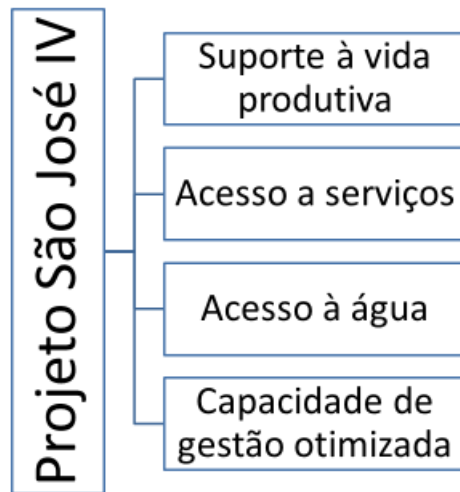 Projeto São José IV
Suporte à vida
produtiva
Acesso a serviços
Acesso à água
Capacidade de
gestão otimizada